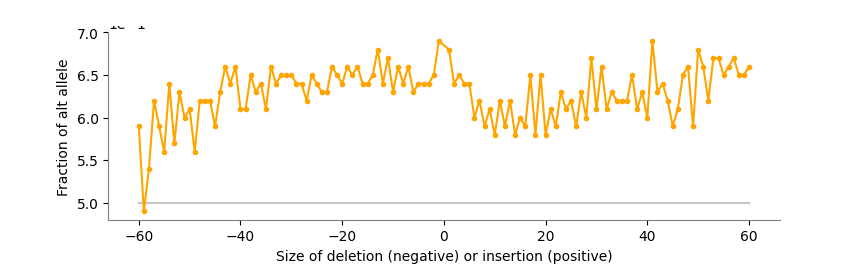 7.0
6.5
6.0
5.5
5.0
Fraction of alt allele
−60 −40 −20 0 20 40 60
Size of deletion (negative) or insertion (positive)